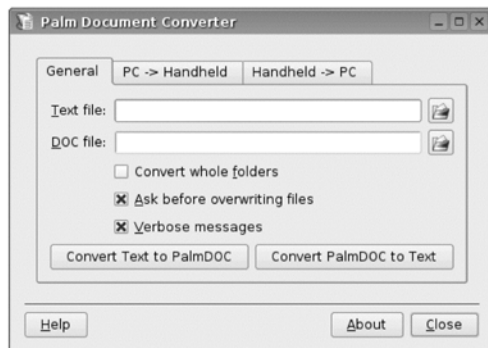 Palm Document Converter
General PC -> Handheld Handheld -> PC
Text file:
DOC file:
Convert whole folders
Ask before overwriting files
Verbose messages
Convert Text to PalmDOC Convert PalmDOC to Text
Help About Close